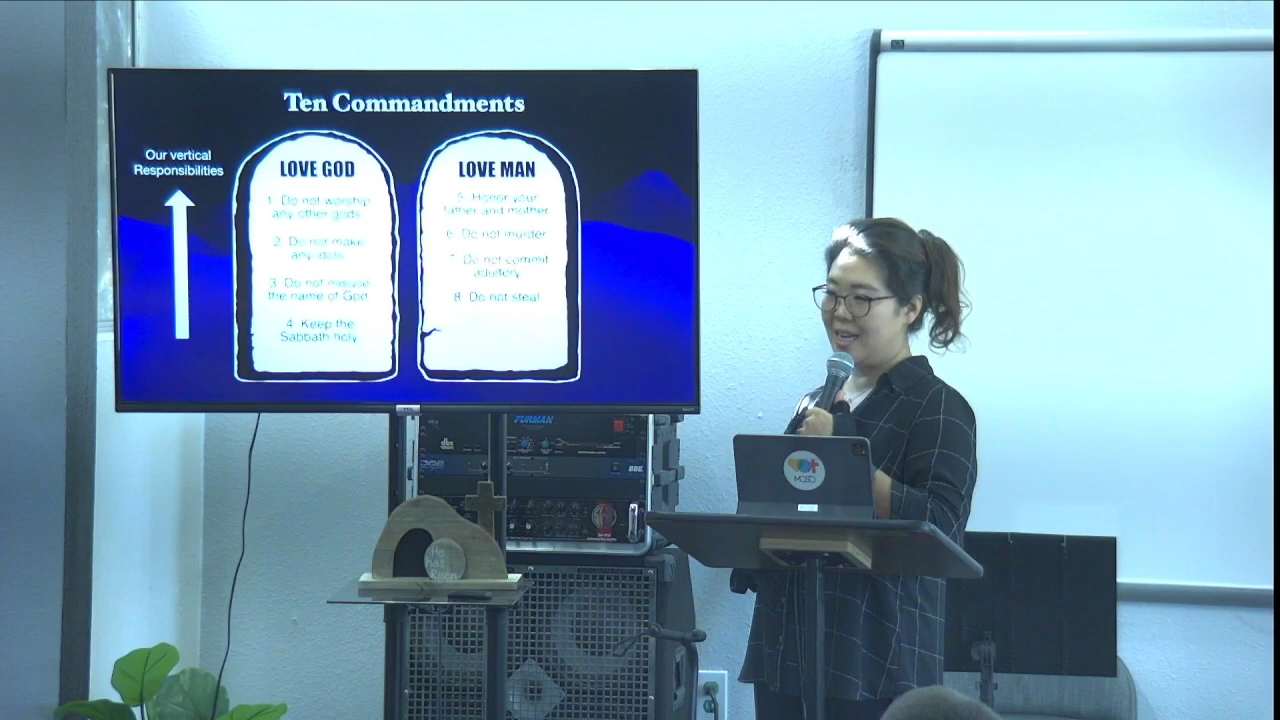 Ten Commandments
Our vertical
Responsibilities
LOVE GOD
1. Do not worship
any other gods
2. Do not make
any idols
3. Do not misuse
the name of God
4. Keep the
Sabbath holy
LOVE MAN
5. Honor your
father and mother
6. Do not murder
7. Do not commit
adultery
8. Do not steal
FURMAN
dbx
BBE
He
has
Risen